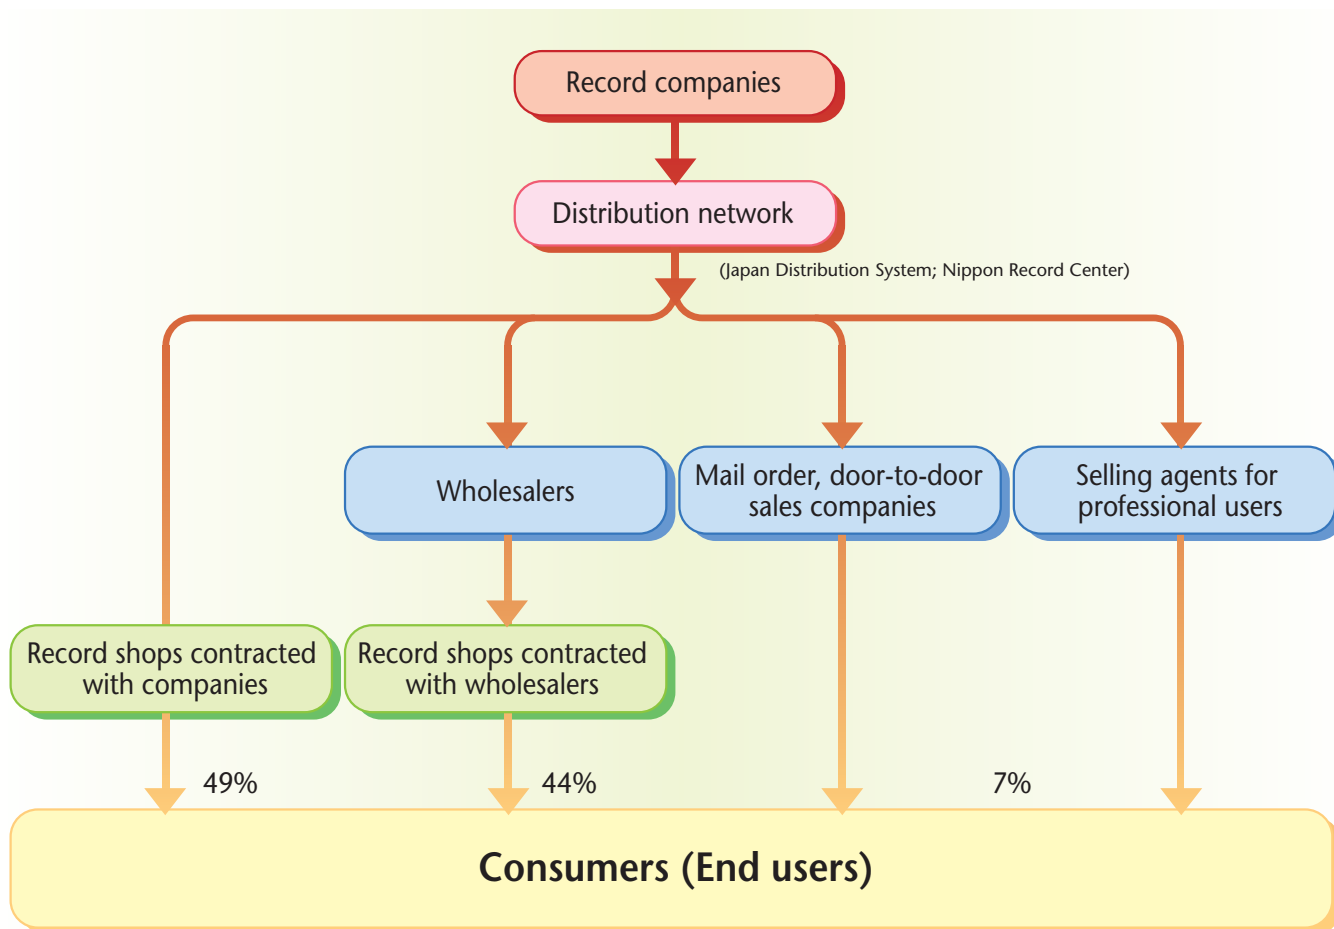 Record companies
Distribution network
(Japan Distribution System; Nippon Record Center)
Wholesalers
Mail order, door-to-door
sales companies
Selling agents for
professional users
Record shops contracted
with companies
Record shops contracted
with wholesalers
49%
44%
7%
Consumers (End users)